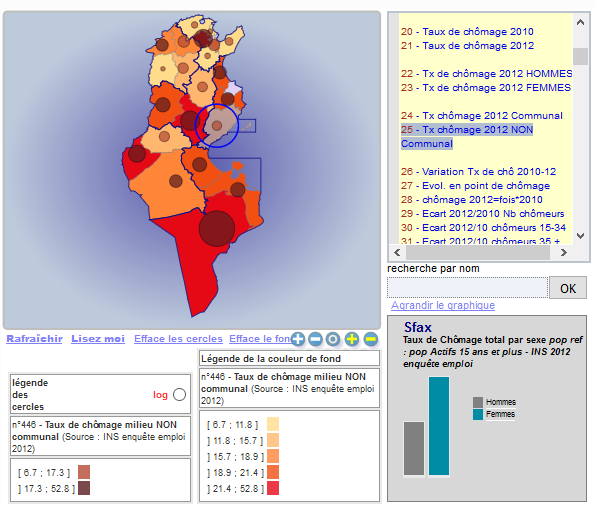 20 - Taux de chômage 2010
21 - Taux de chômage 2012
22 - Tx de chômage 2012 HOMMES
23 - Tx de chômage 2012 FEMMES
24 - Tx chômage 2012 Communal
25 - Tx chômage 2012 NON
Communal
26 - Variation Tx de chô 2010-12
27 - Evol. en point de chômage
28 - chômage 2012=fois*2010
29 - Ecart 2012/2010 Nb chômeurs
30 - Ecart 2012/10 chômeurs 15-34
31 - Ecart 2012/10 chômeurs 35 +
recherche par nom
OK
Agrandir le graphique
Rafraîchir Lisez moi Efface les cercles Efface le fon
Sfax
Taux de Chômage total par sexe pop ref
: pop Actifs 15 ans et plus - INS 2012
enquête emploi
Hommes
Femmes
légende
des
cercles
log
n°446 - Taux de chômage milieu NON
communal (Source : INS enquête emploi
2012)
[ 6.7 ; 17.3 ]
] 17.3 ; 52.8 ]
Légende de la couleur de fond
n°446 - Taux de chômage milieu NON
communal (Source : INS enquête emploi
2012)
[ 6.7 ; 11.8 ]
] 11.8 ; 15.7 ]
] 15.7 ; 18.9 ]
] 18.9 ; 21.4 ]
] 21.4 ; 52.8 ]